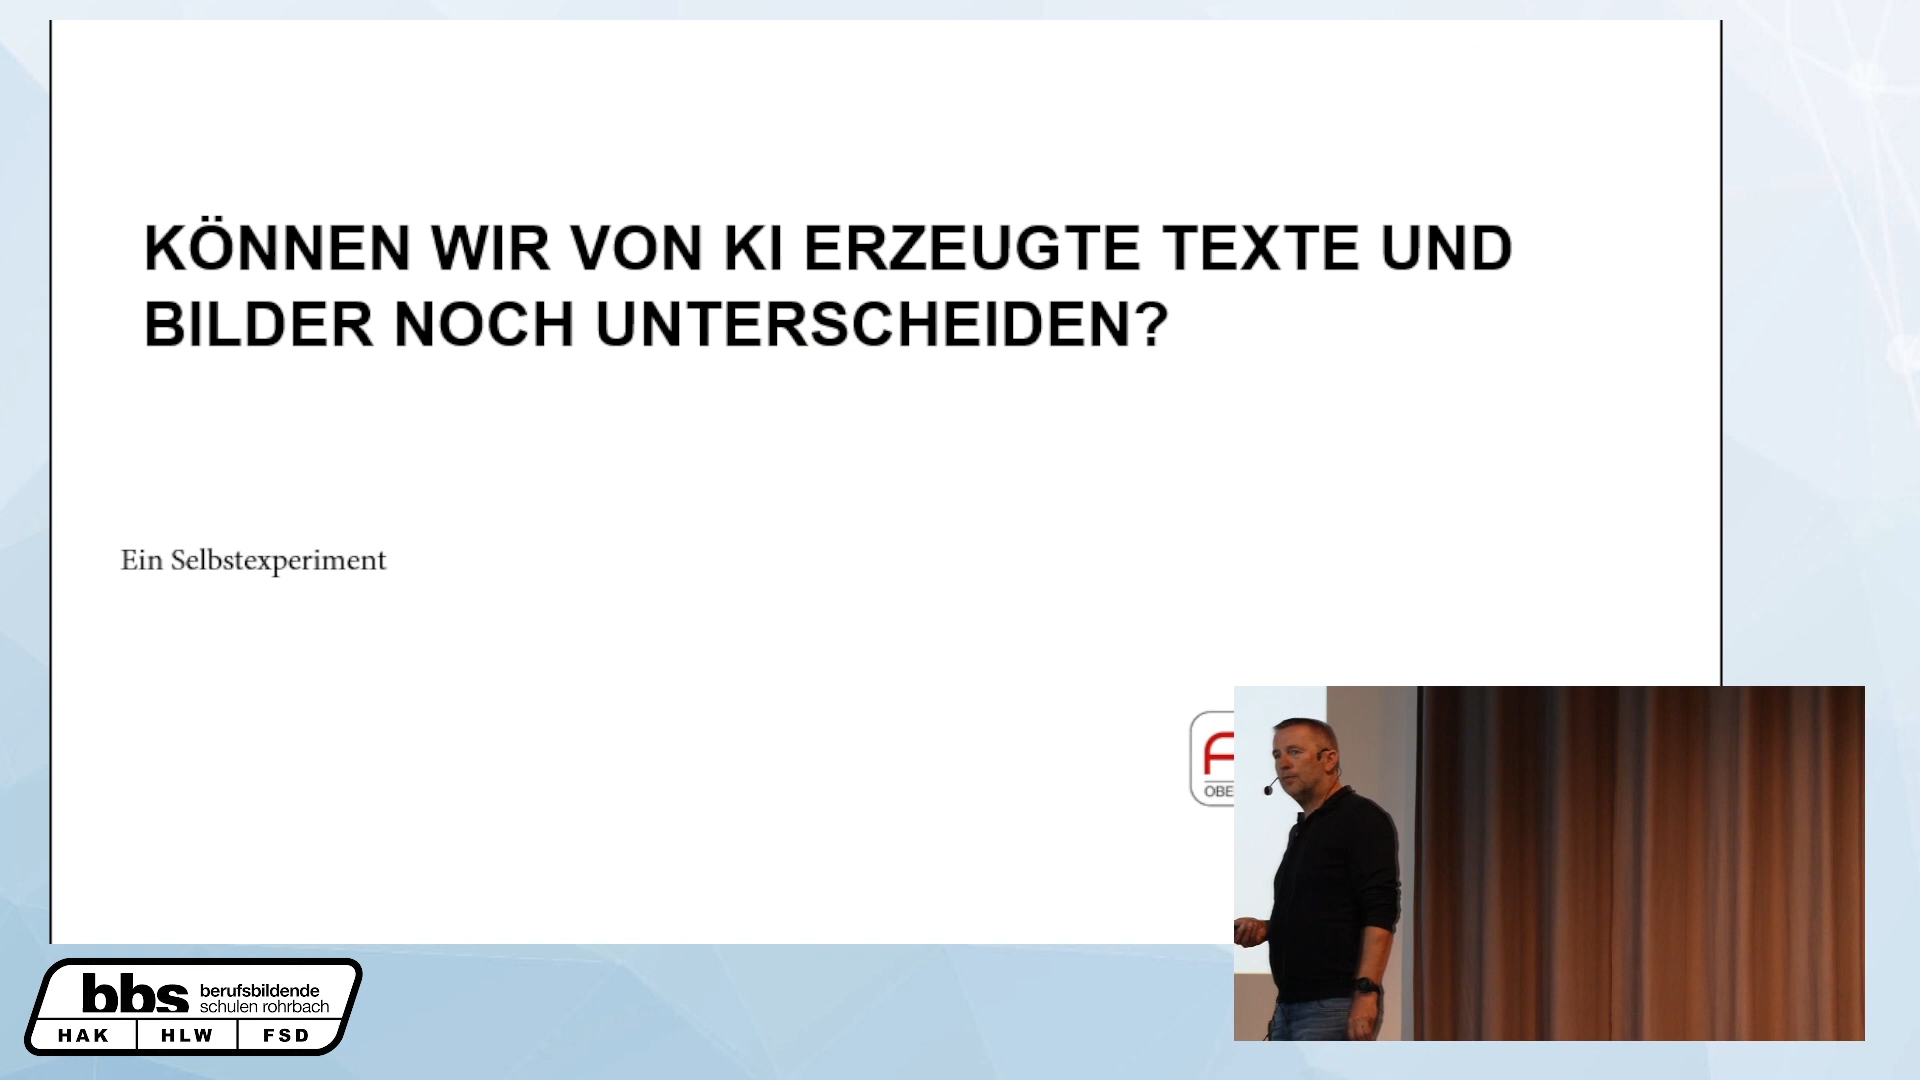 KÖNNEN WIR VON KI ERZEUGTE TEXTE UND
BILDER NOCH UNTERSCHEIDEN?
Ein Selbstexperiment
OBE
bbs berufsbildende
schulen rohrbach
HAK HLW FSD